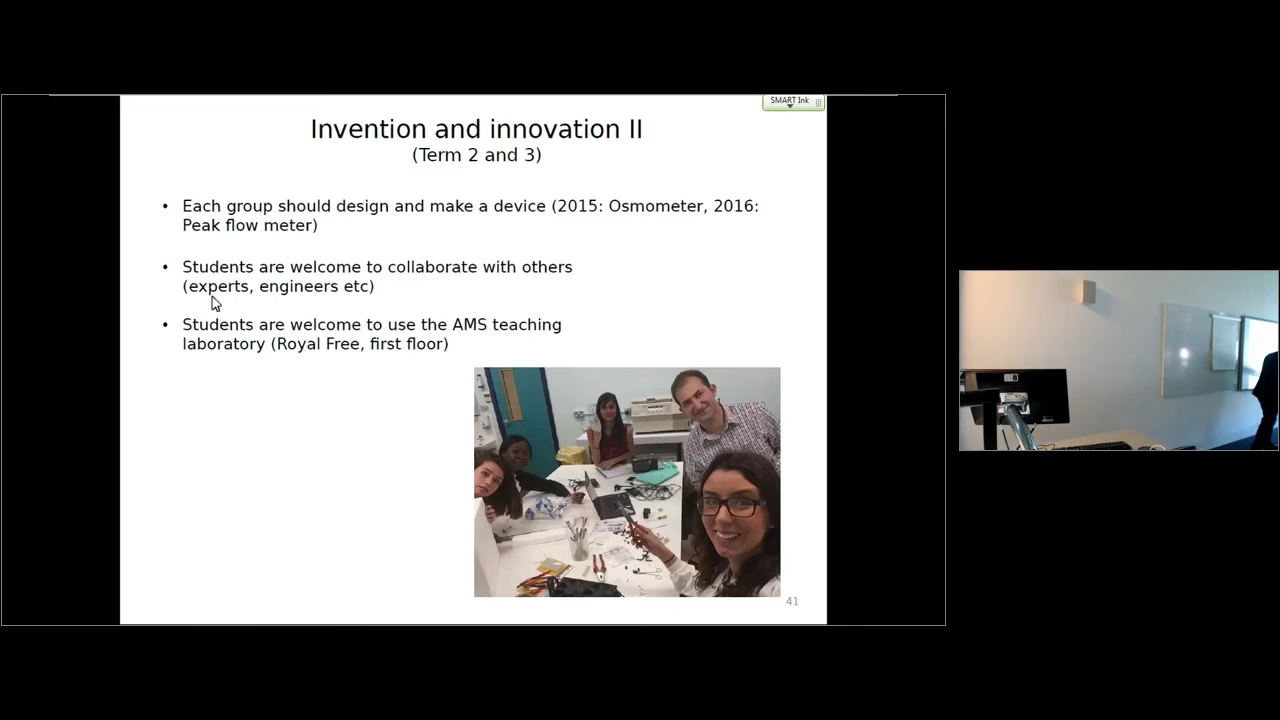 SMART Ink
Invention and innovation II
(Term 2 and 3)
• Each group should design and make a device (2015: Osmometer, 2016:
Peak flow meter)
• Students are welcome to collaborate with others
(experts, engineers etc)
• Students are welcome to use the AMS teaching
laboratory (Royal Free, first floor)
41